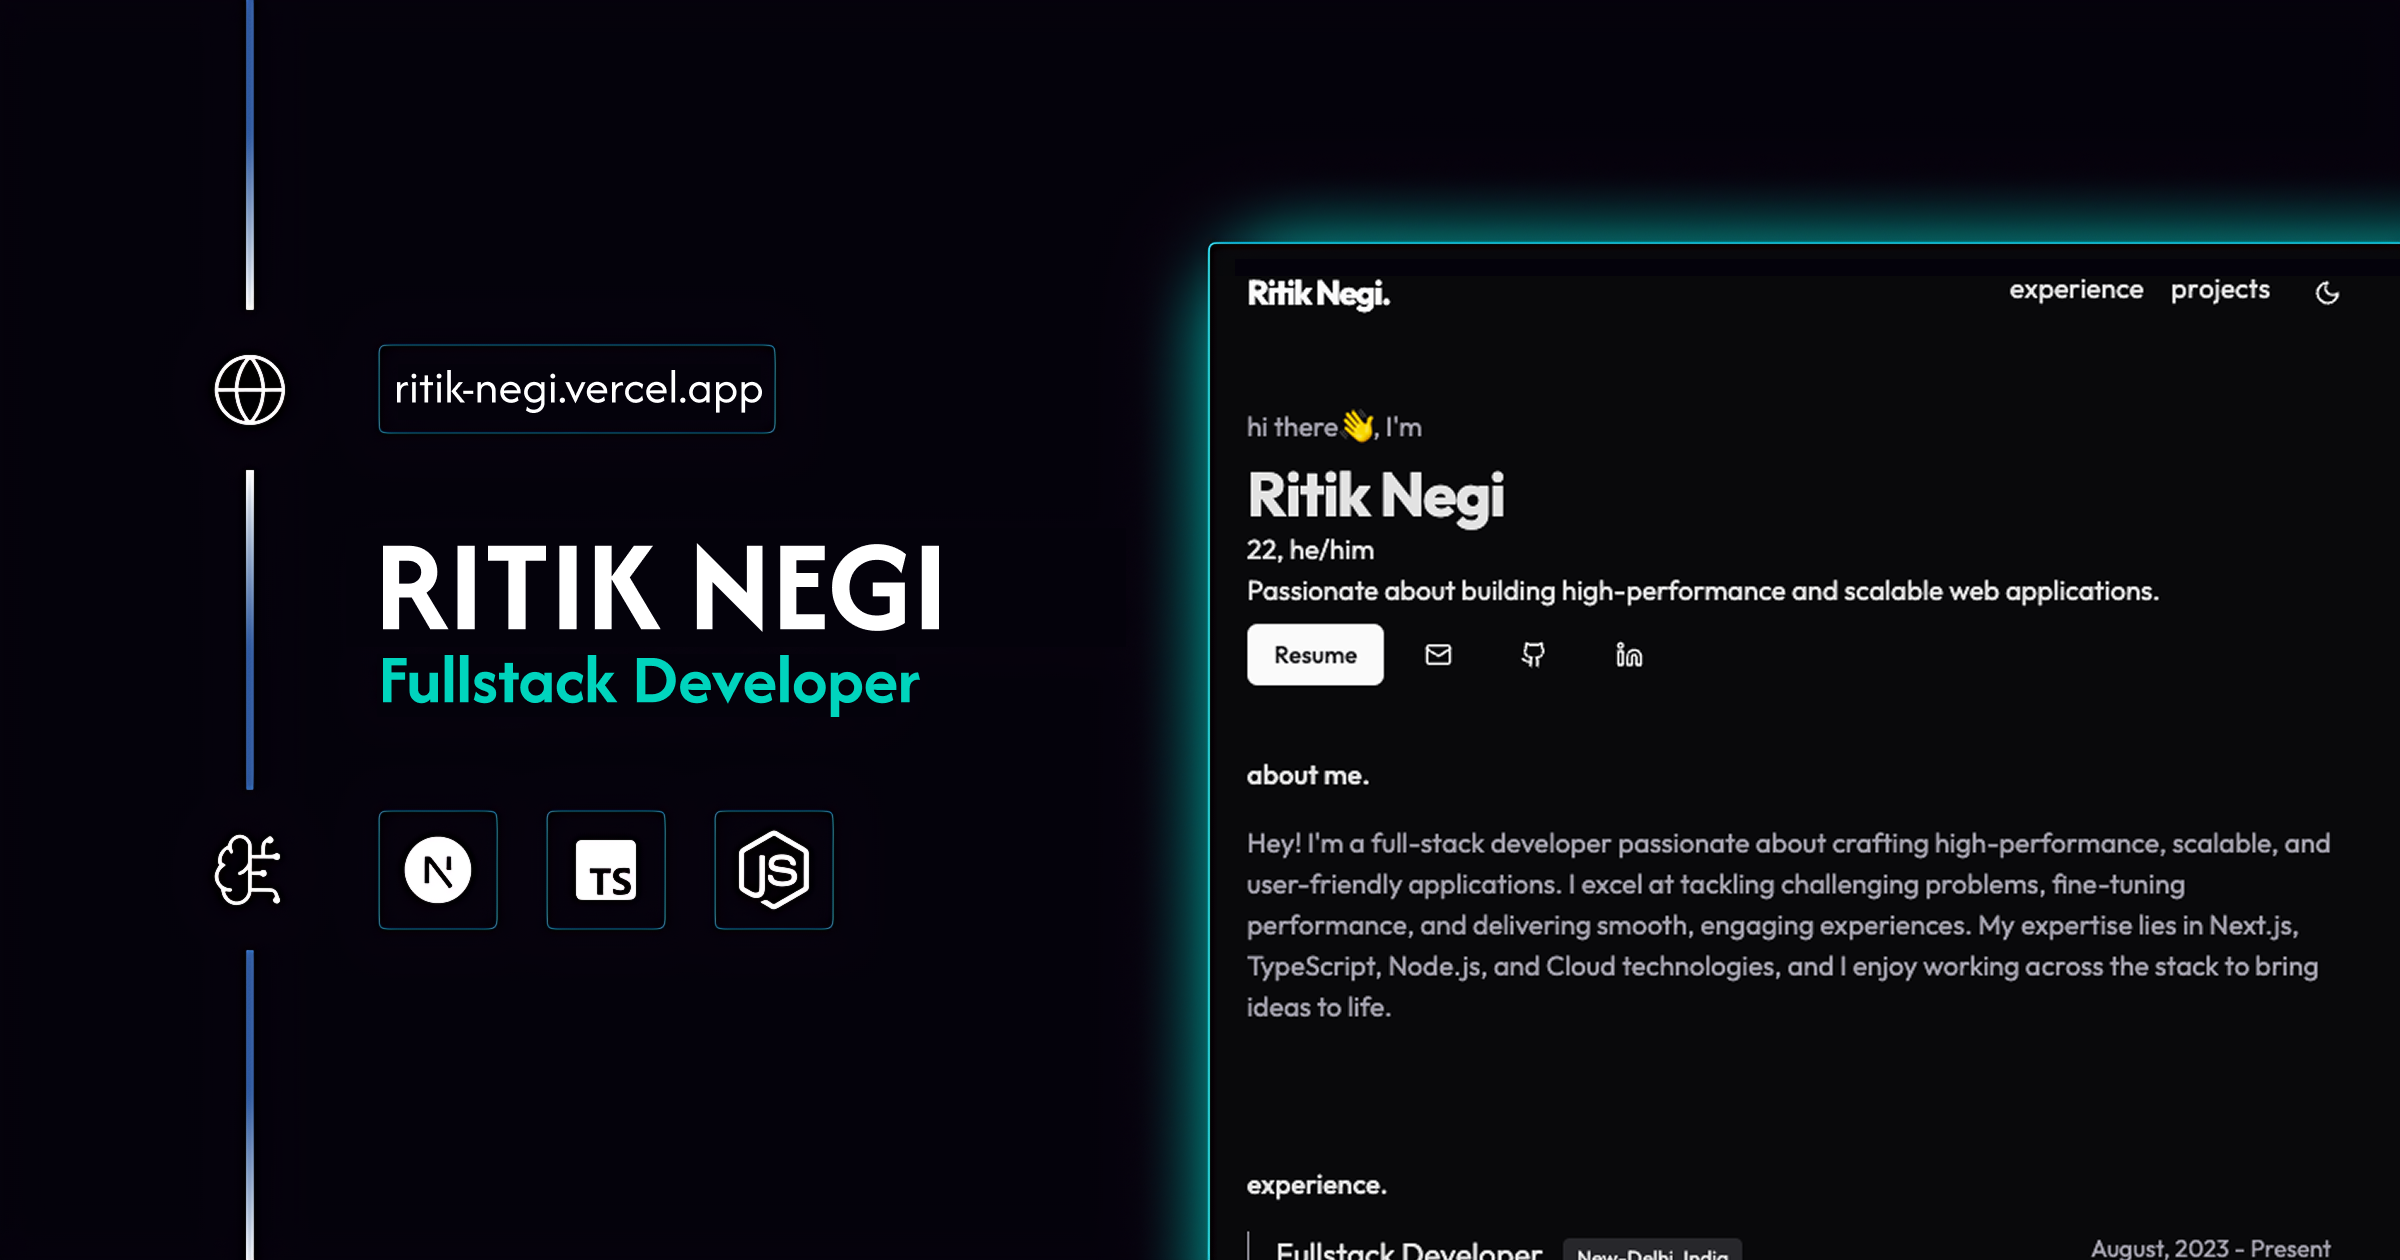 ritik-negi.vercel.app
RITIK NEGI
Fullstack Developer
N
TS
JS
Ritik Negi.
experience projects
hi there👋, I'm
Ritik Negi
22, he/him
Passionate about building high-performance and scalable web applications.
Resume
in
about me.
Hey! I'm a full-stack developer passionate about crafting high-performance, scalable, and
user-friendly applications. I excel at tackling challenging problems, fine-tuning
performance, and delivering smooth, engaging experiences. My expertise lies in Next.js,
TypeScript, Node.js, and Cloud technologies, and I enjoy working across the stack to bring
ideas to life.
experience.
Fullstack Developer New-Delhi, India August, 2023 - Present